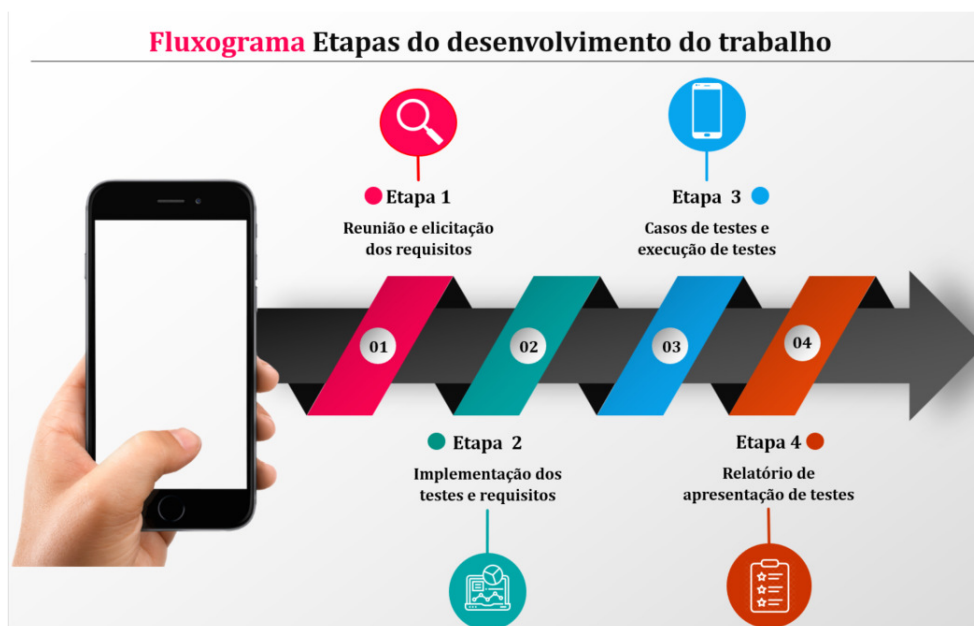 Fluxograma Etapas do desenvolvimento do trabalho
Etapa 1
Reunião e elicitação
dos requisitos
Etapa 3
Casos de testes e
execução de testes
01
02
03
04
Etapa 2
Implementação dos
testes e requisitos
Etapa 4
Relatório de
apresentação de testes